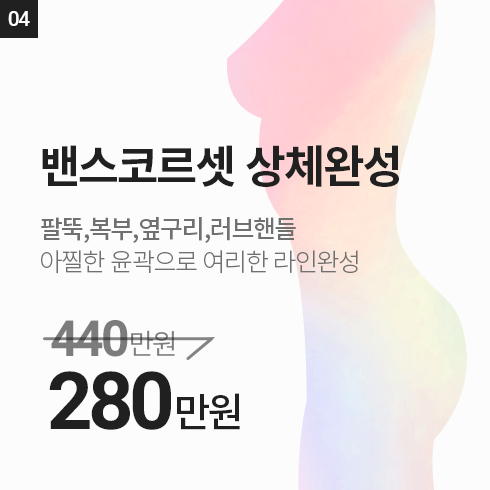 04
밴스코르셋 상체완성
팔뚝,복부,옆구리,러브핸들
아찔한 윤곽으로 여리한 라인완성
440만원
280만원